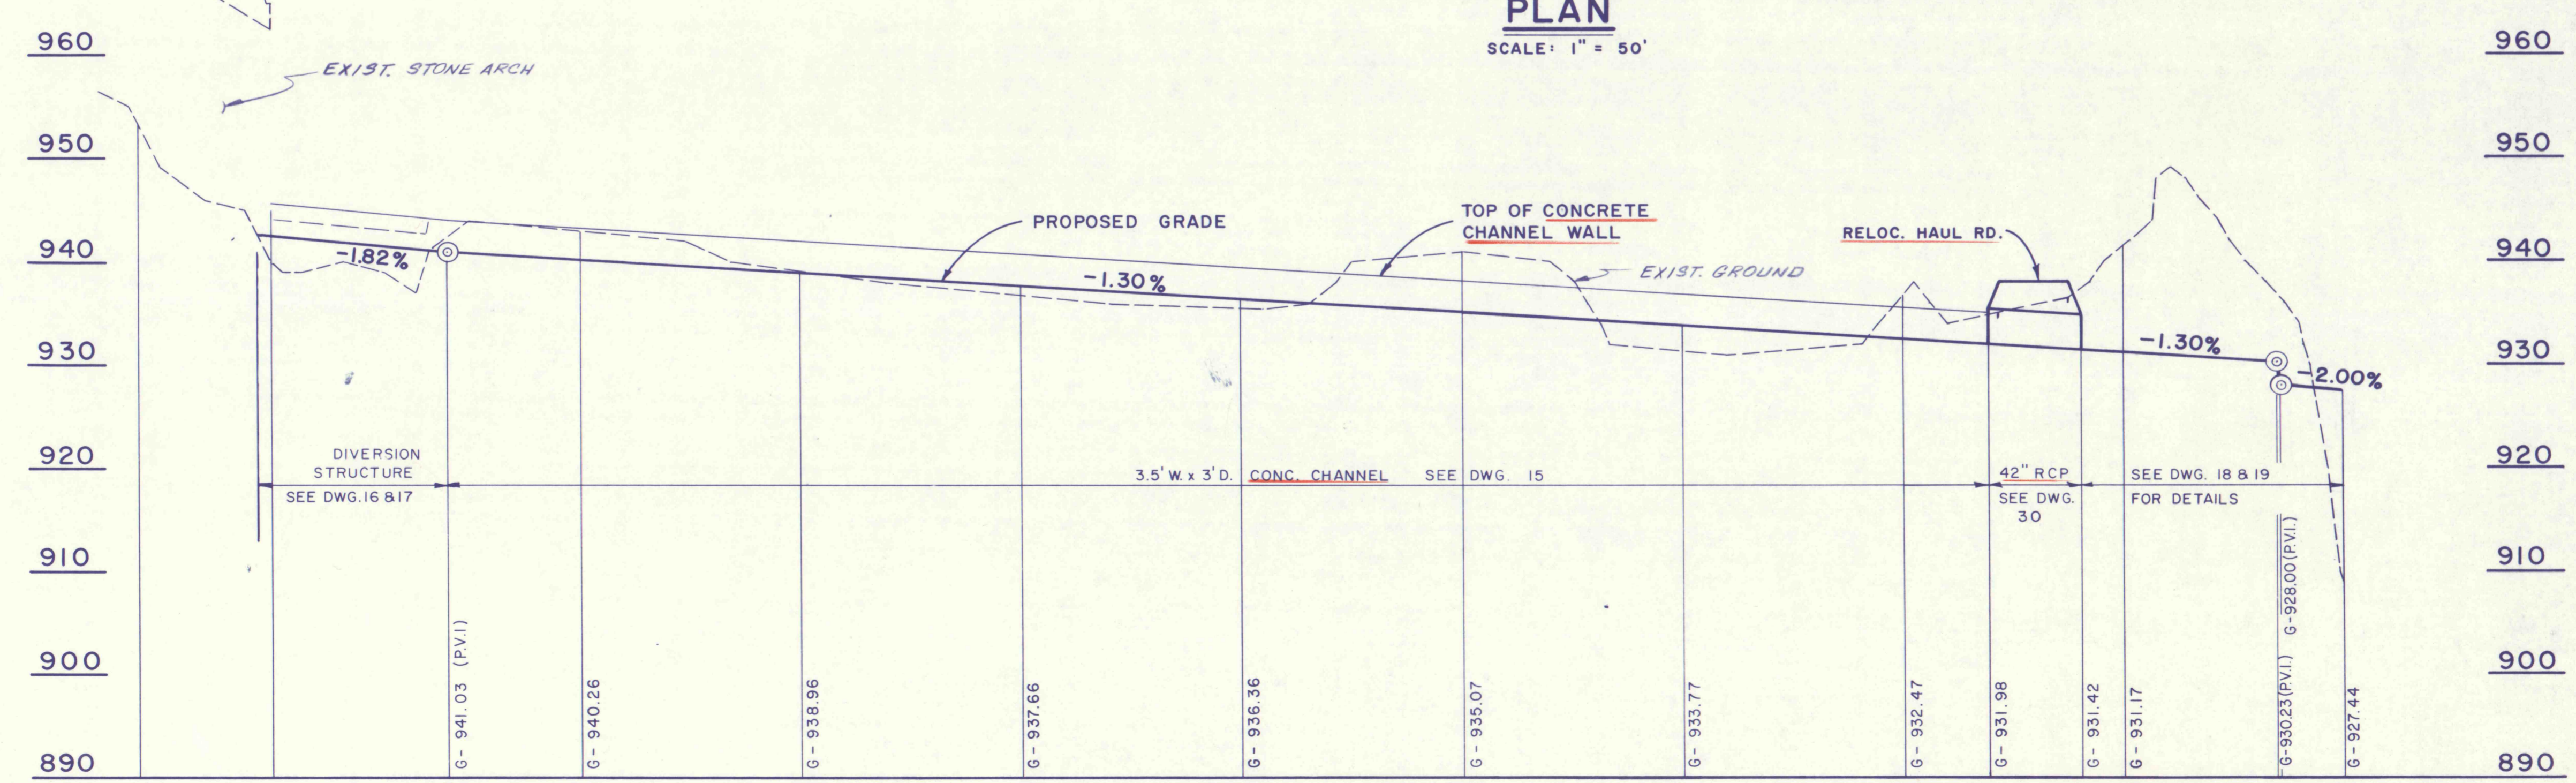 PLAN
SCALE: 1" = 50'
960
960
EXIST. STONE ARCH
950
950
PROPOSED GRADE
TOP OF CONCRETE
CHANNEL WALL
RELOC. HAUL RD.
940
940
-1.82%
-1.30%
EXIST. GROUND
930
930
-1.30%
-2.00%
920
920
DIVERSION
STRUCTURE
SEE DWG. 16 & 17
3.5' W. x 3' D. CONC. CHANNEL SEE DWG. 15
42" RCP
SEE DWG.
30
SEE DWG. 18 & 19
FOR DETAILS
910
910
900
900
G - 941.03 (P.V.I)
G - 940.26
G - 938.96
G - 937.66
G - 936.36
G - 935.07
G - 933.77
G - 932.47
G - 931.98
G - 931.42
G - 931.17
G-930.23 (P.V.I.)
G-928.00 (P.V.I.)
G - 927.44
890
890